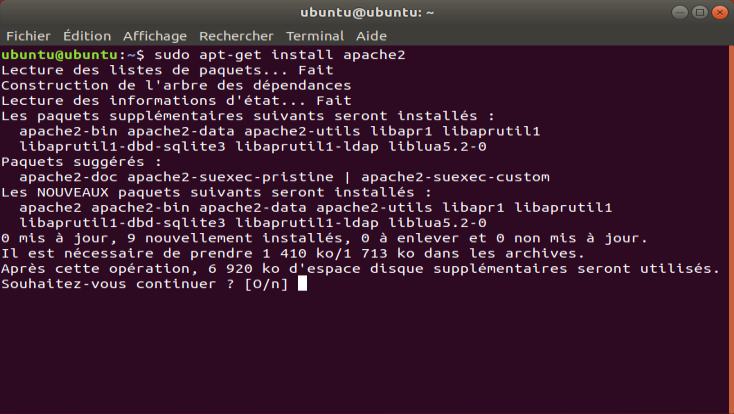 ubuntu@ubuntu: ~
Fichier Édition Affichage Rechercher Terminal Aide
ubuntu@ubuntu:~$ sudo apt-get install apache2
Lecture des listes de paquets... Fait
Construction de l'arbre des dépendances
Lecture des informations d'état... Fait
Les paquets supplémentaires suivants seront installés :
  apache2-bin apache2-data apache2-utils libapr1 libaprutil1
  libaprutil1-dbd-sqlite3 libaprutil1-ldap liblua5.2-0
Paquets suggérés :
  apache2-doc apache2-suexec-pristine | apache2-suexec-custom
Les NOUVEAUX paquets suivants seront installés :
  apache2 apache2-bin apache2-data apache2-utils libapr1 libaprutil1
  libaprutil1-dbd-sqlite3 libaprutil1-ldap liblua5.2-0
0 mis à jour, 9 nouvellement installés, 0 à enlever et 0 non mis à jour.
Il est nécessaire de prendre 1 410 ko/1 713 ko dans les archives.
Après cette opération, 6 920 ko d'espace disque supplémentaires seront utilisés.
Souhaitez-vous continuer ? [O/n]